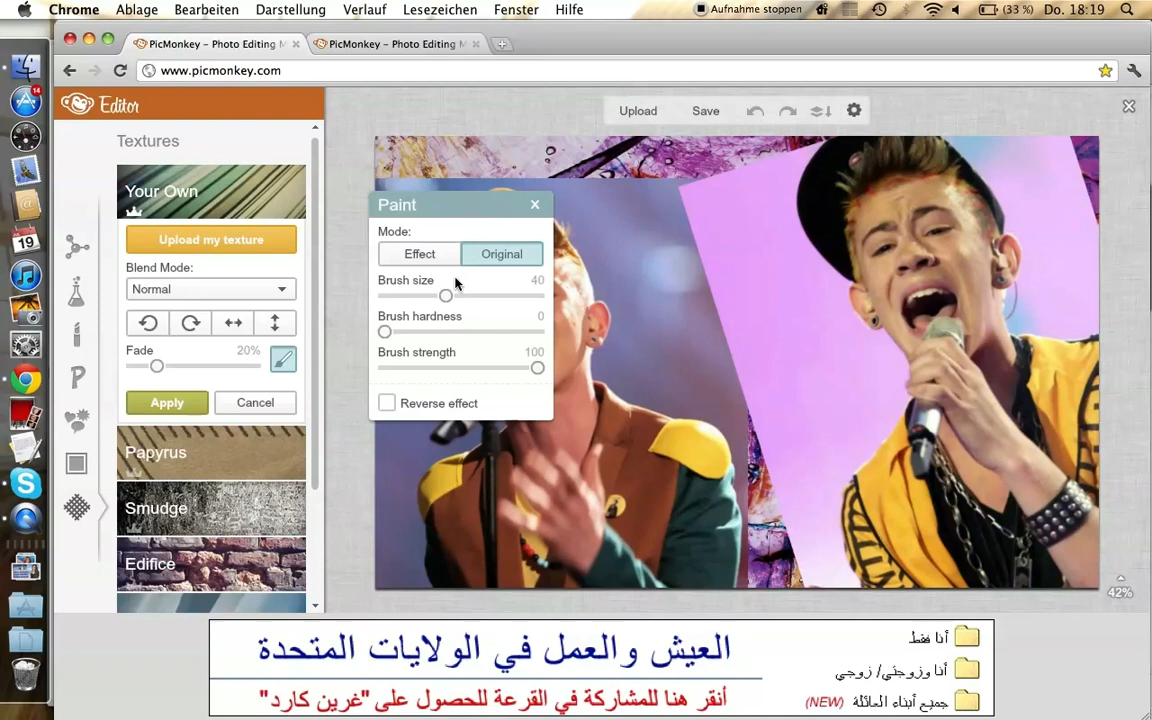 Chrome Ablage Bearbeiten Darstellung Verlauf Lesezeichen Fenster Hilfe Aufnahme stoppen (33 %) Do. 18:19
PicMonkey – Photo Editing PicMonkey – Photo Editing
www.picmonkey.com
Editor
Upload Save
Textures
Your Own
Upload my texture
Blend Mode:
Normal
Fade 20%
Apply Cancel
Papyrus
Smudge
Edifice
Paint
Mode:
Effect Original
Brush size 40
Brush hardness 0
Brush strength 100
Reverse effect
42%
14
19
العيش والعمل في الولايات المتحدة
أنقر هنا للمشاركة في القرعة للحصول على "غرين كارد"
أنا فقط
أنا وزوجتي/ زوجي
جميع أبناء العائلة (NEW)